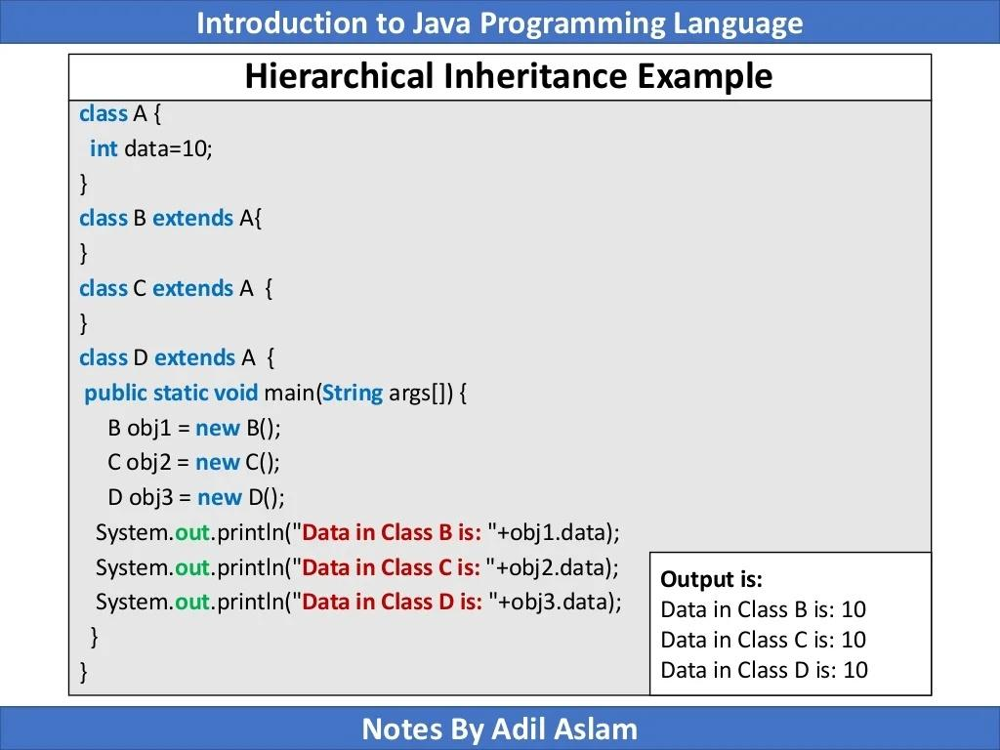 Introduction to Java Programming Language
Hierarchical Inheritance Example
class A {
int data=10;
}
class B extends A{
}
class C extends A {
}
class D extends A {
public static void main(String args[]) {
B obj1 = new B();
C obj2 = new C();
D obj3 = new D();
System.out.println("Data in Class B is: "+obj1.data);
System.out.println("Data in Class C is: "+obj2.data);
System.out.println("Data in Class D is: "+obj3.data);
}
}
Output is:
Data in Class B is: 10
Data in Class C is: 10
Data in Class D is: 10
Notes By Adil Aslam